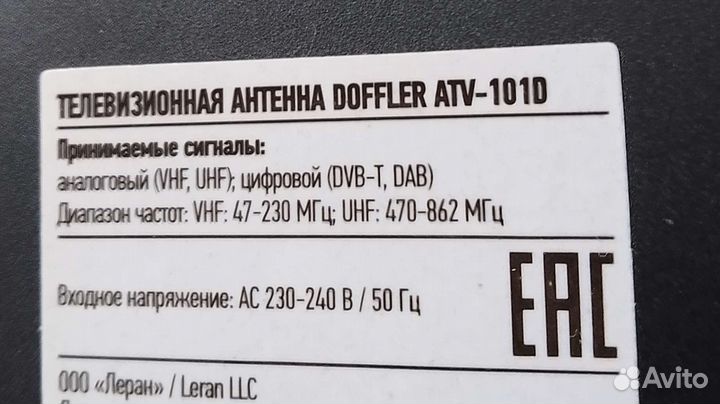 ТЕЛЕВИЗИОННАЯ АНТЕННА DOFFLER ATV-101D
Принимаемые сигналы:
аналоговый (VHF, UHF); цифровой (DVB-T, DAB)
Диапазон частот: VHF: 47-230 МГц; UHF: 470-862 МГц
Входное напряжение: AC 230-240 В / 50 Гц
EAC
ООО «Леран» / Leran LLC
Avito